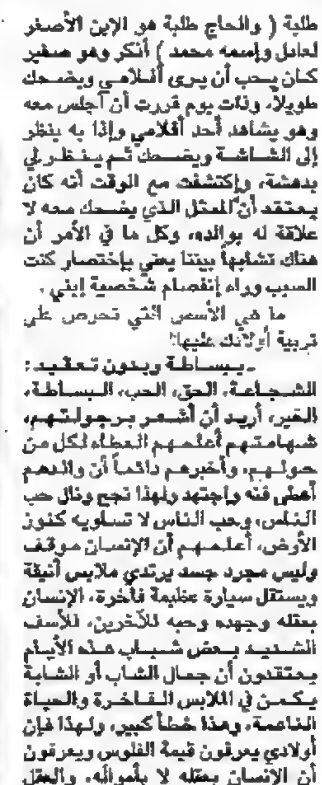 طلبة ( والحاج طلبة هو الإبن الأصغر
لعادل وإسمه محمد ) أذكر وهو صغير
كان يحب أن يرى أفلامي ويضحك
طويلاً، وذات يوم قررت أن أجلس معه
وهو يشاهد أحد أفلامي وإذا به ينظر
إلى الشاشة ويضحك ثم ينظر لي
بدهشة، وإكتشفت مع الوقت أنه كان
يعتقد أن الممثل الذي يضحك معه لا
علاقة له بوالده، وكل ما في الأمر أن
هناك تشابهاً بيننا يعني بإختصار كنت
السبب وراء إنفصام شخصية إبني .
ما هي الأسس التي تحرص على
تربية أولادك عليها؟
ـ ببساطة وبدون تعقيد :
الشجاعة، الحق، الحب، البساطة،
الخير، أريد أن أشعر برجولتهم،
شهامتهم أعلمهم العطاء لكل من
حولهم، وأخبرهم دائماً أن والدهم
أعطى فنه واجتهد ولهذا نجح ونال حب
الناس، وحب الناس لا تساويه كنوز
الأرض، أعلمهم أن الإنسان موقف
وليس مجرد جسد يرتدي ملابس أنيقة
ويستقل سيارة عظيمة فاخرة، الإنسان
بعقله وجهده وحبه للآخرين، للأسف
الشديد بعض شباب هذه الأيام
يعتقدون أن جمال الشاب أو الشابة
يكمن في الملابس الفاخرة والحياة
الناعمة، وهذا خطأ كبير، ولهذا فإن
أولادي يعرفون قيمة الفلوس ويعرفون
أن الإنسان بعقله لا بأمواله، والعقل